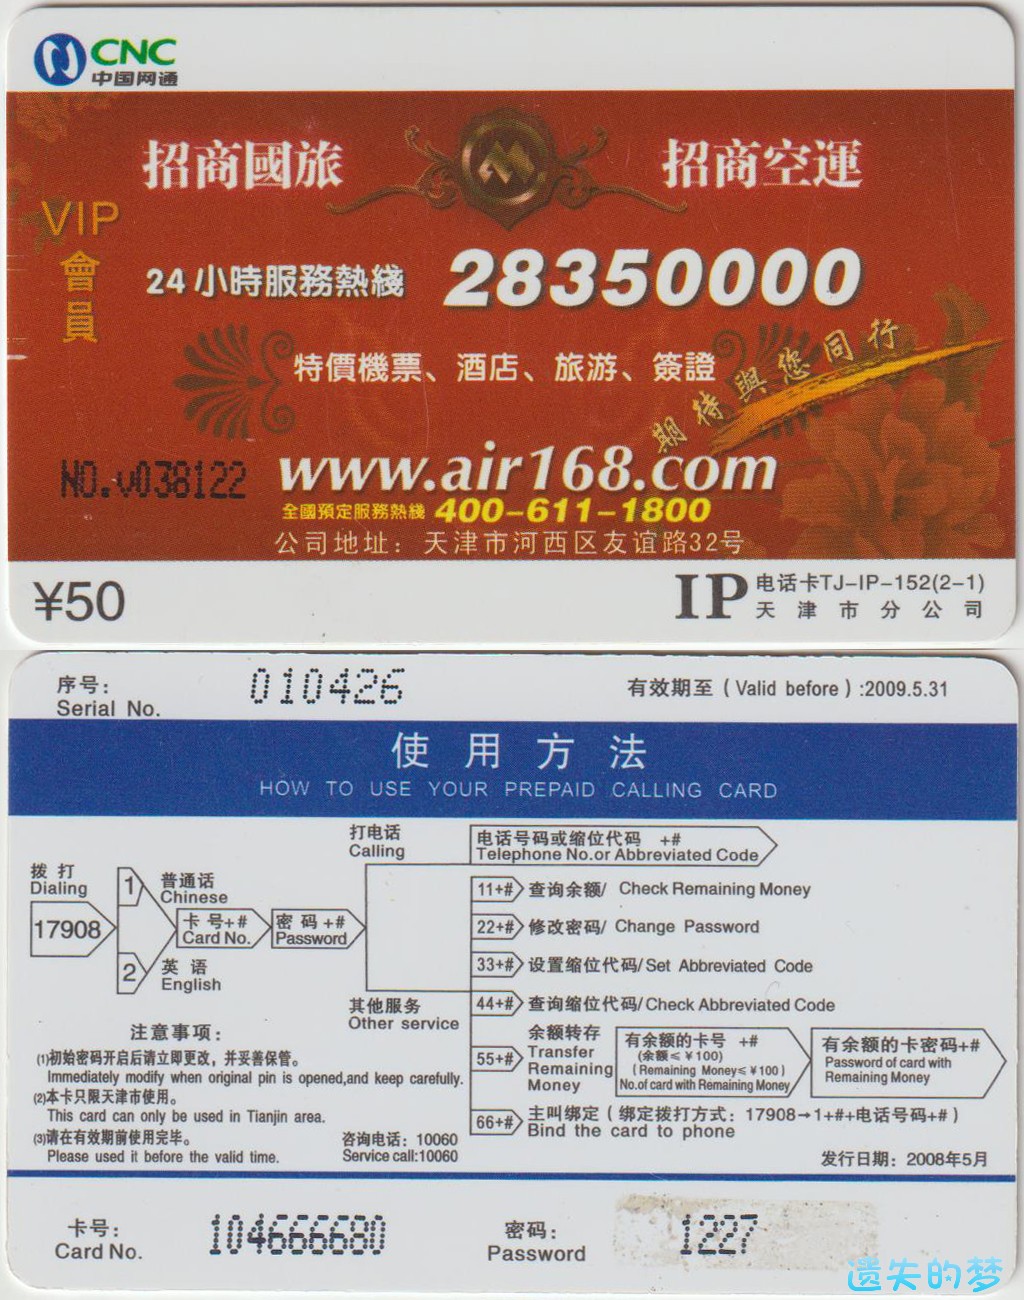 CNC
中国网通
招商國旅 招商空運
VIP
會員
24小時服務熱綫 28350000
特價機票、酒店、旅游、簽證
期待與您同行
NO.v038122
www.air168.com
全國預定服務熱綫 400-611-1800
公司地址：天津市河西区友谊路32号
¥50
IP 电话卡TJ-IP-152(2-1)
天津市分公司
序号：
Serial No. 010426
有效期至（Valid before）:2009.5.31
使用方法
HOW TO USE YOUR PREPAID CALLING CARD
拨打
Dialing
17908
1 普通话
Chinese
2 英语
English
卡号+#
Card No.
密码+#
Password
打电话
Calling
电话号码或缩位代码 +#
Telephone No.or Abbreviated Code
其他服务
Other service
11+# 查询余额/ Check Remaining Money
22+# 修改密码/ Change Password
33+# 设置缩位代码/Set Abbreviated Code
44+# 查询缩位代码/Check Abbreviated Code
55+# 余额转存
Transfer
Remaining
Money
有余额的卡号 +#
(余额≤¥100)
(Remaining Money≤¥100)
No.of card with Remaining Money
有余额的卡密码+#
Password of card with
Remaining Money
66+# 主叫绑定（绑定拨打方式：17908→1+#+电话号码+#）
Bind the card to phone
注意事项：
(1)初始密码开启后请立即更改，并妥善保管。
Immediately modify when original pin is opened,and keep carefully.
(2)本卡只限天津市使用。
This card can only be used in Tianjin area.
(3)请在有效期前使用完毕。
Please used it before the valid time.
咨询电话：10060
Service call:10060
发行日期：2008年5月
卡号：
Card No. 104666680
密码：
Password 1227
遗失的梦